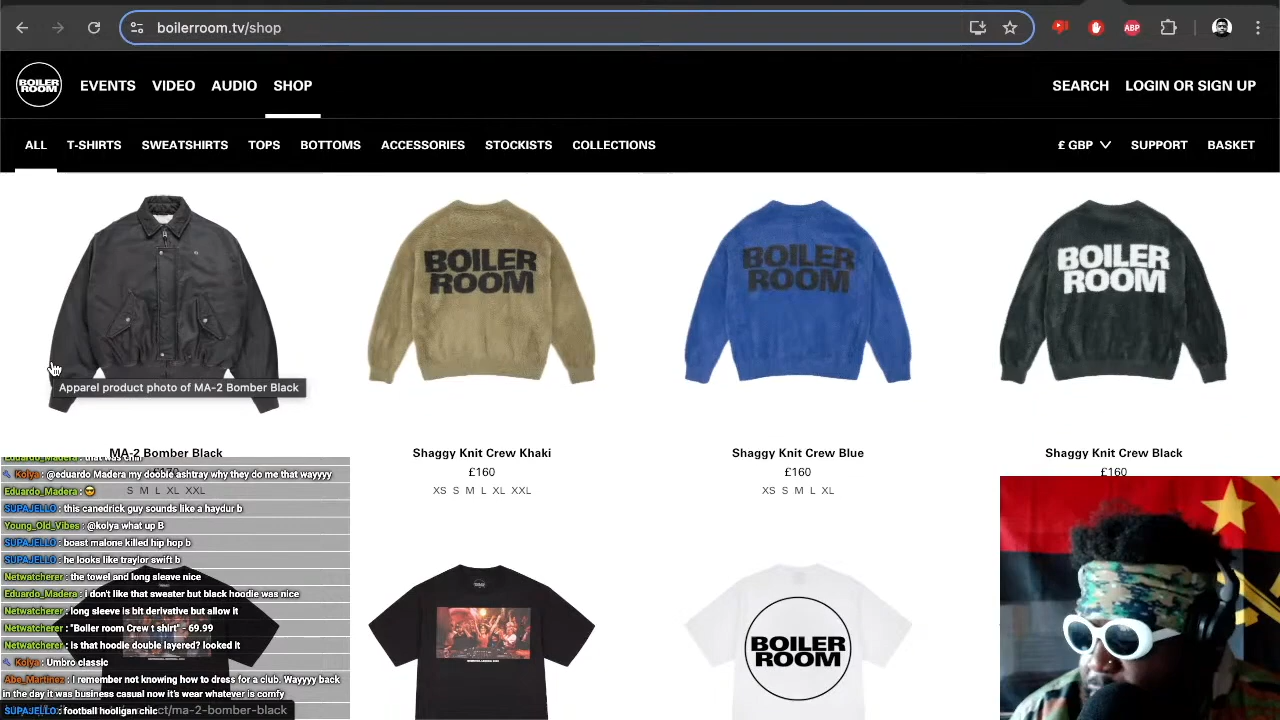 boilerroom.tv/shop
ABP
BOILER
ROOM
EVENTS VIDEO AUDIO SHOP
SEARCH LOGIN OR SIGN UP
ALL T-SHIRTS SWEATSHIRTS TOPS BOTTOMS ACCESSORIES STOCKISTS COLLECTIONS
£ GBP SUPPORT BASKET
BOILER
ROOM
BOILER
ROOM
BOILER
ROOM
Apparel product photo of MA-2 Bomber Black
MA-2 Bomber Black
Shaggy Knit Crew Khaki
Shaggy Knit Crew Blue
Shaggy Knit Crew Black
£160
£160
£160
S M L XL XXL
XS S M L XL XXL
XS S M L XL
Kolya: @eduardo Madera my dooble ashtray why they do me that wayyyy
Eduardo_Madera: 😎
SUPAJELLO: this canedrick guy sounds like a haydur b
Young_Old_Vibes: @kolya what up B
SUPAJELLO: boast malone killed hip hop b
SUPAJELLO: he looks like traylor swift b
Netwatcherer: the towel and long sleave nice
Eduardo_Madera: i don't like that sweater but black hoodie was nice
Netwatcherer: long sleeve is bit derivative but allow it
Netwatcherer: "Boiler room Crew t shirt" - 69.99
Netwatcherer: Is that hoodie double layered? looked it
Kolya: Umbro classic
Abe_Martinez: I remember not knowing how to dress for a club. Wayyyy back
in the day it was business casual now it's wear whatever is comfy
SUPAJELLO: football hooligan chic
ct/ma-2-bomber-black
BOILER
ROOM